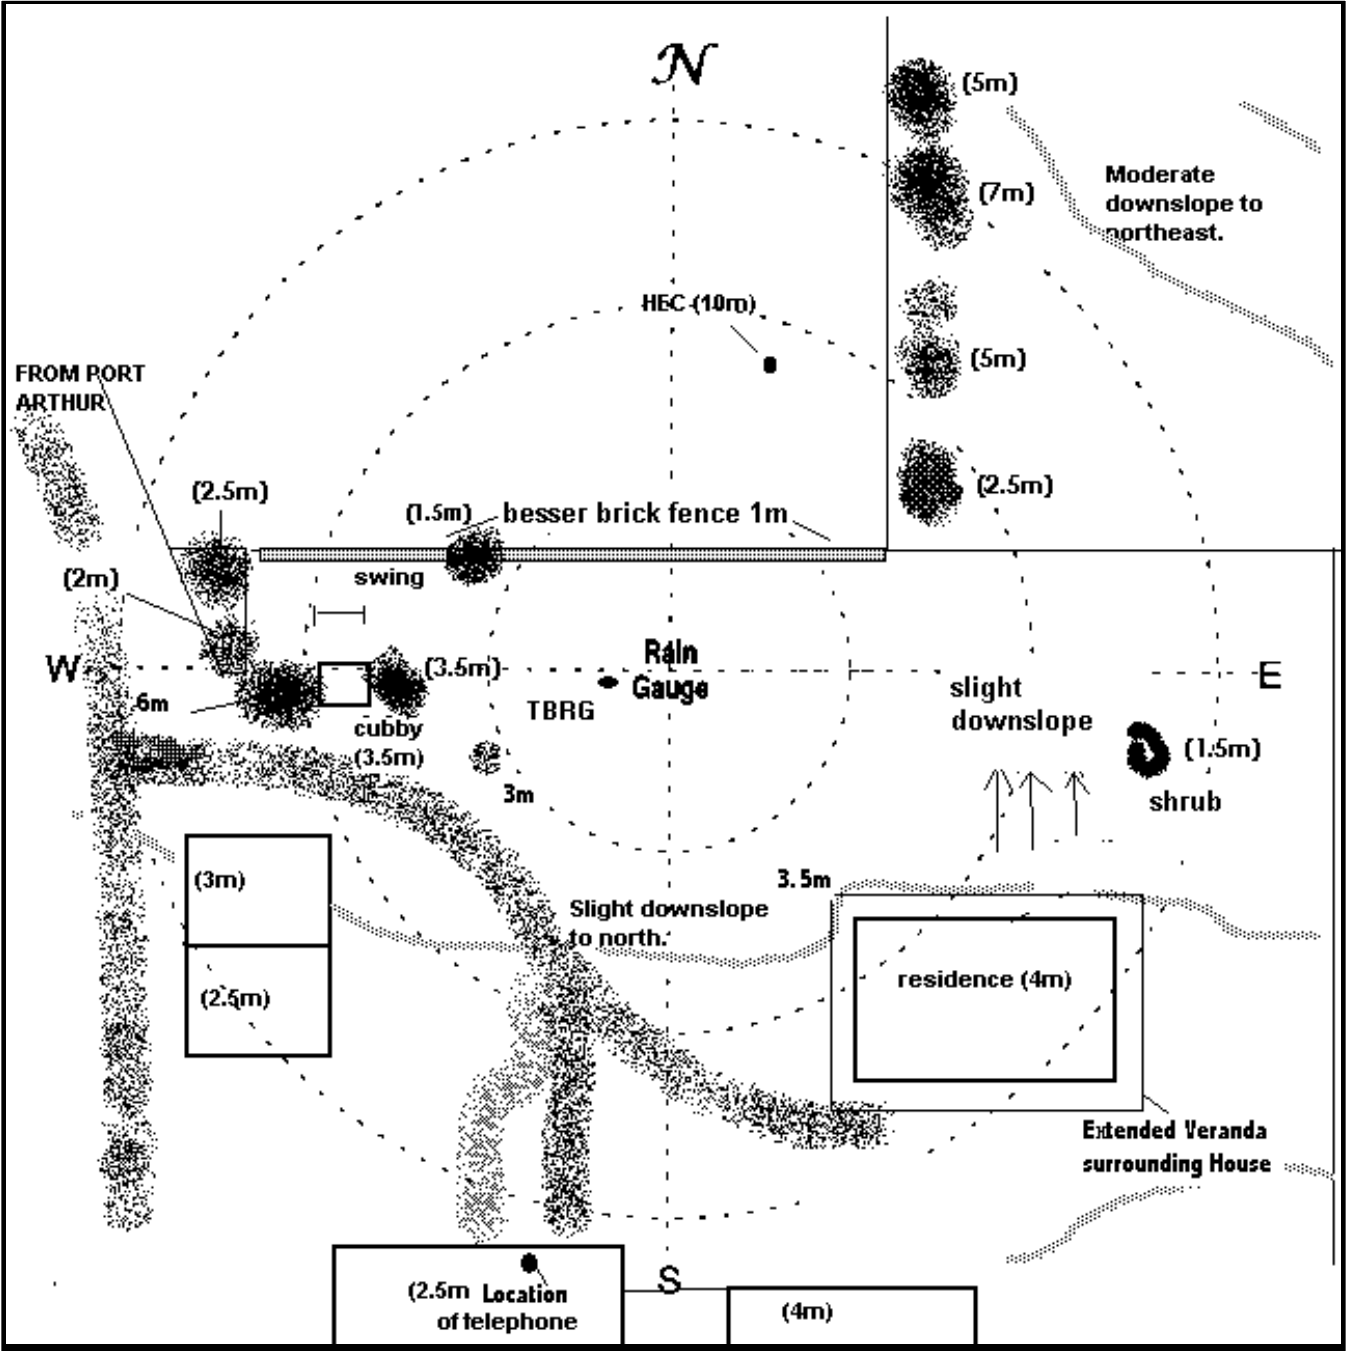 N
(5m)
Moderate
downslope to
northeast.
(7m)
HEC (10m)
(5m)
FROM PORT
ARTHUR
(2.5m)
(1.5m)
besser brick fence 1m
(2.5m)
swing
(2m)
W
(3.5m)
Rain
Gauge
E
6m
TBRG
slight
downslope
cubby
(3.5m)
(1.5m)
3m
shrub
(3m)
3.5m
Slight downslope
to north.
(2.5m)
residence (4m)
Extended Veranda
surrounding House
S
(2.5m Location
of telephone
(4m)